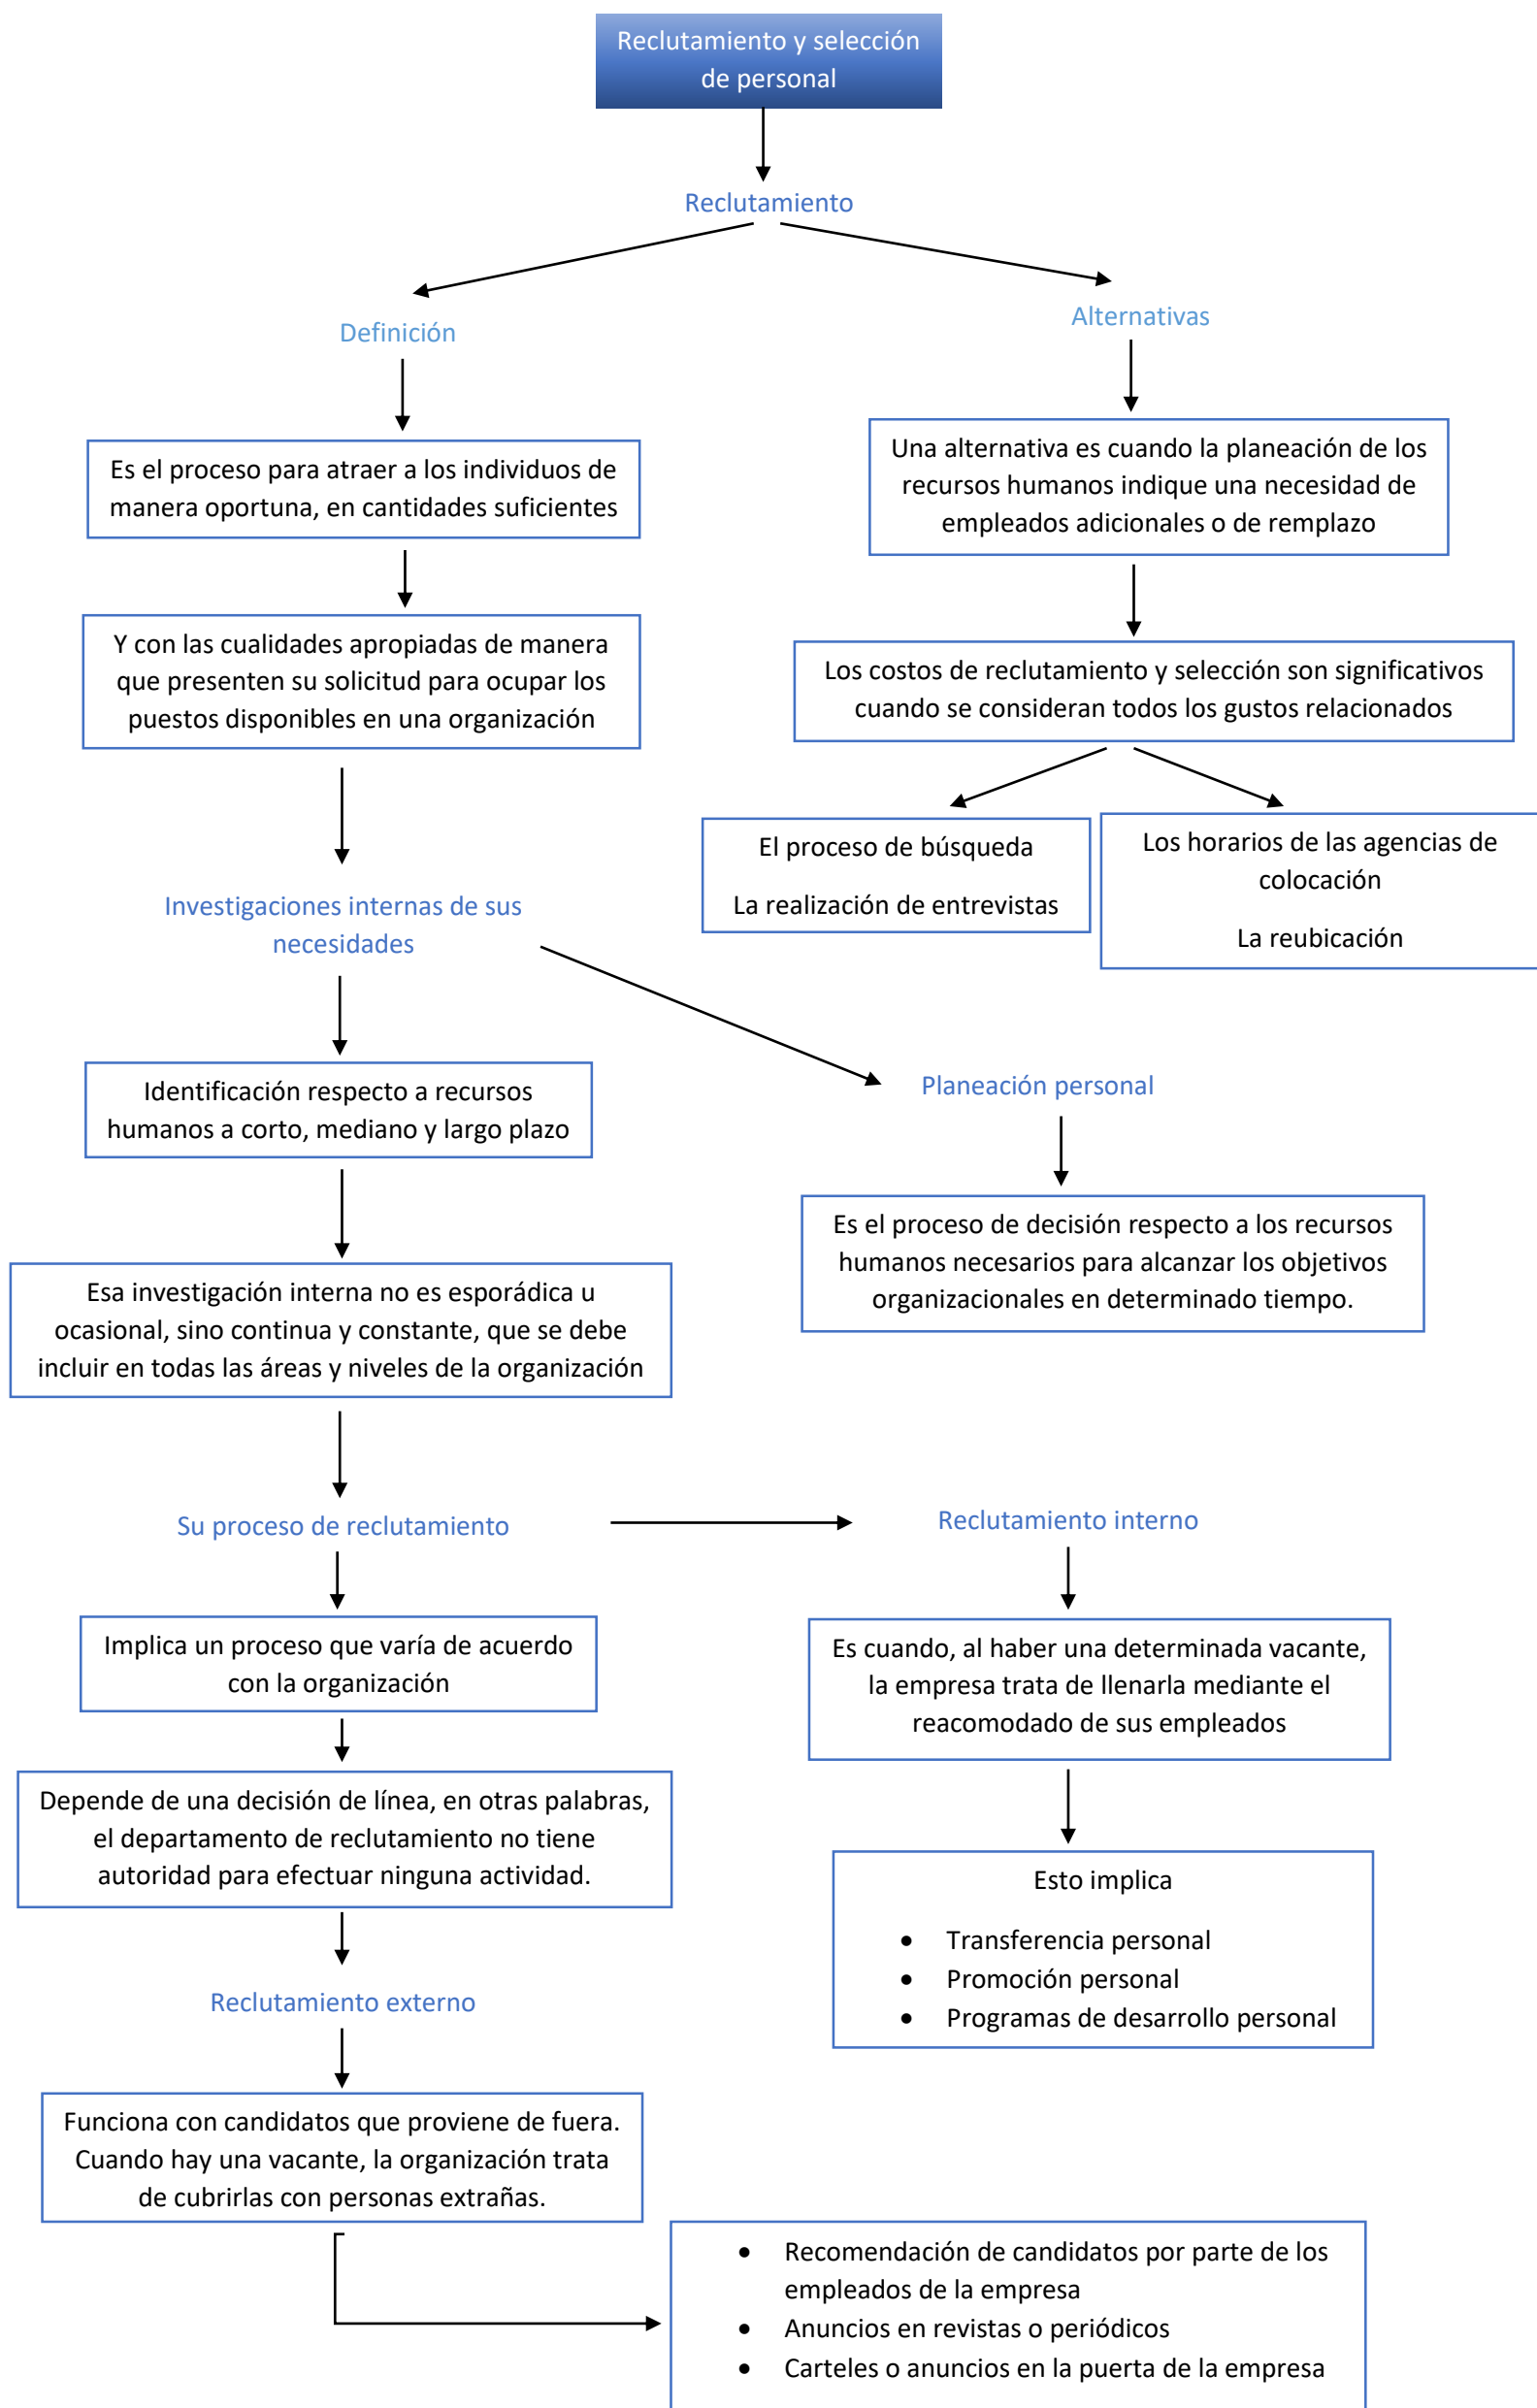 Reclutamiento y selección
de personal
Reclutamiento
Definición
Alternativas
Es el proceso para atraer a los individuos de
manera oportuna, en cantidades suficientes
Una alternativa es cuando la planeación de los
recursos humanos indique una necesidad de
empleados adicionales o de remplazo
Y con las cualidades apropiadas de manera
que presenten su solicitud para ocupar los
puestos disponibles en una organización
Los costos de reclutamiento y selección son significativos
cuando se consideran todos los gustos relacionados
El proceso de búsqueda
La realización de entrevistas
Los horarios de las agencias de
colocación
La reubicación
Investigaciones internas de sus
necesidades
Identificación respecto a recursos
humanos a corto, mediano y largo plazo
Planeación personal
Es el proceso de decisión respecto a los recursos
humanos necesarios para alcanzar los objetivos
organizacionales en determinado tiempo.
Esa investigación interna no es esporádica u
ocasional, sino continua y constante, que se debe
incluir en todas las áreas y niveles de la organización
Su proceso de reclutamiento
Reclutamiento interno
Implica un proceso que varía de acuerdo
con la organización
Es cuando, al haber una determinada vacante,
la empresa trata de llenarla mediante el
reacomodado de sus empleados
Depende de una decisión de línea, en otras palabras,
el departamento de reclutamiento no tiene
autoridad para efectuar ninguna actividad.
Esto implica
• Transferencia personal
• Promoción personal
• Programas de desarrollo personal
Reclutamiento externo
Funciona con candidatos que proviene de fuera.
Cuando hay una vacante, la organización trata
de cubrirlas con personas extrañas.
• Recomendación de candidatos por parte de los
empleados de la empresa
• Anuncios en revistas o periódicos
• Carteles o anuncios en la puerta de la empresa